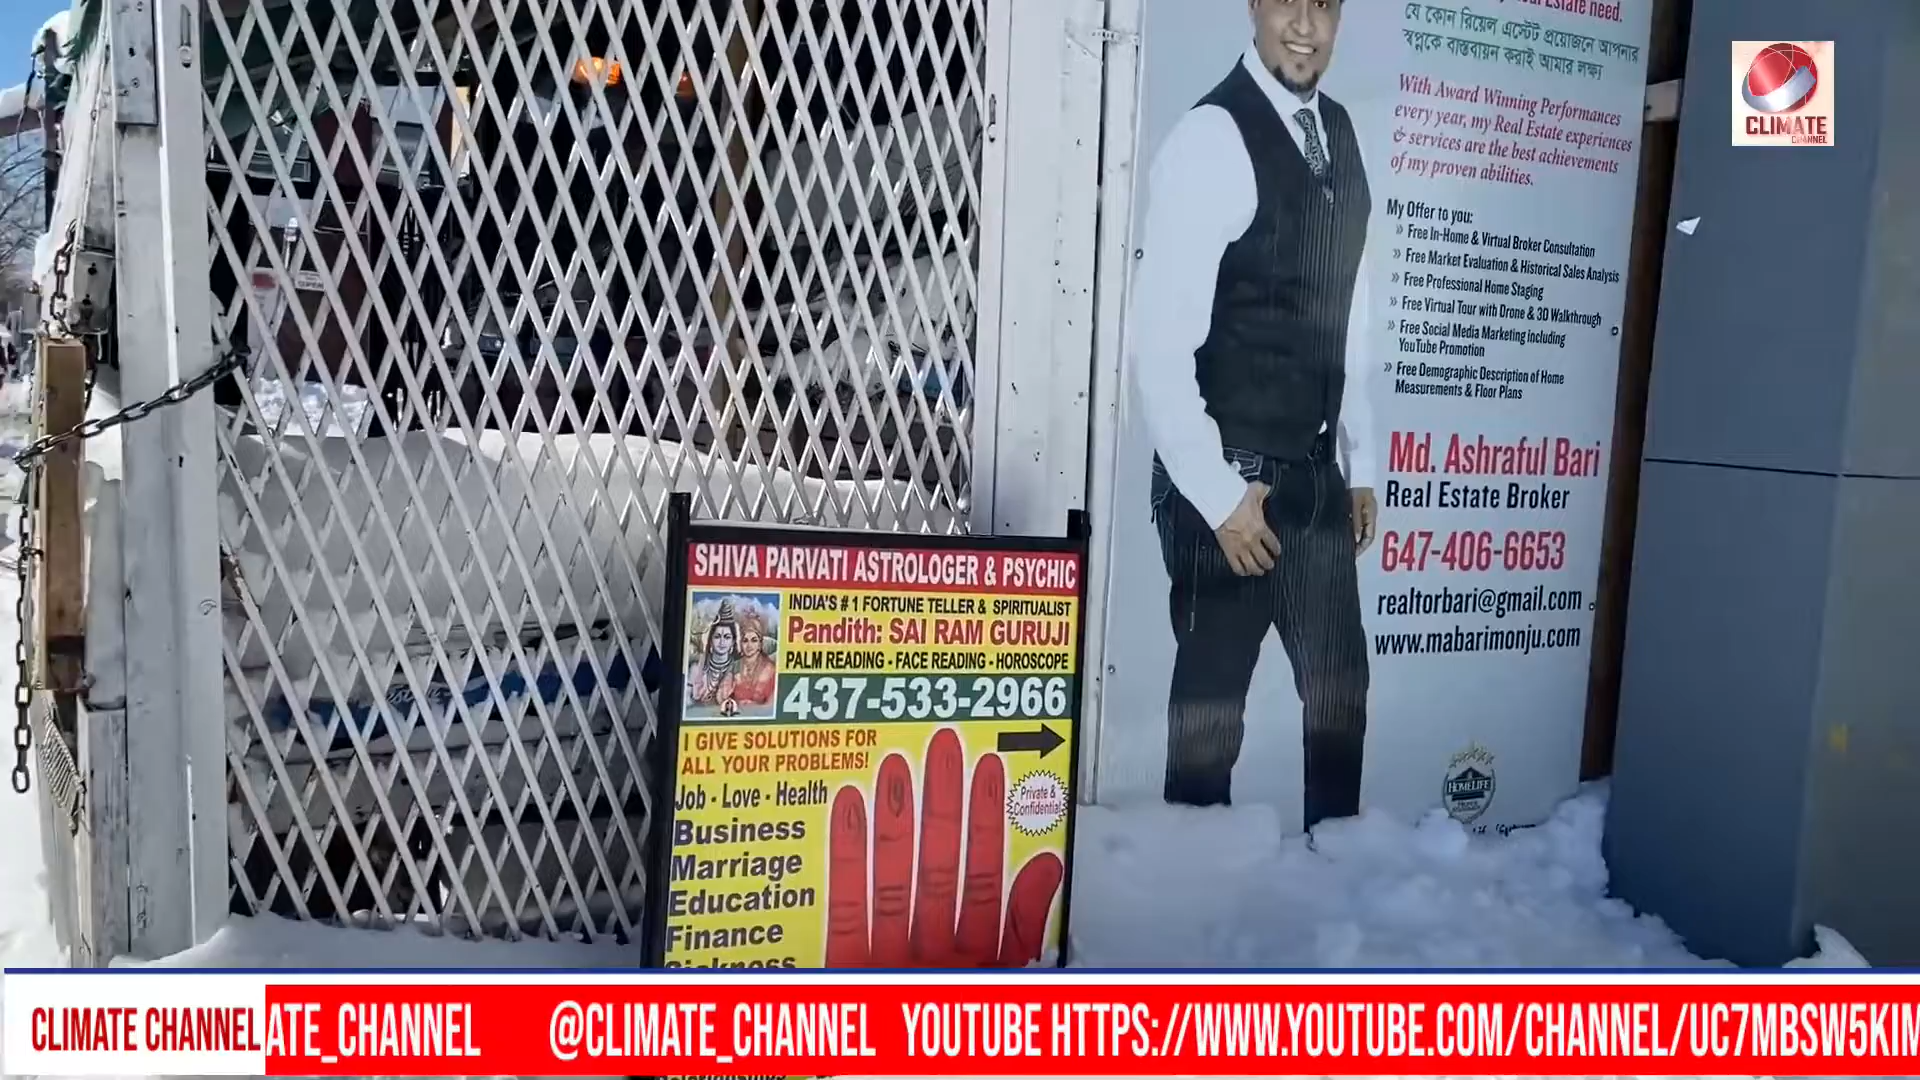 Real Estate need.
যে কোন রিয়েল এস্টেট প্রয়োজনে আপনার
স্বপ্নকে বাস্তবায়ন করাই আমার লক্ষ্য
With Award Winning Performances
every year, my Real Estate experiences
& services are the best achievements
of my proven abilities.
My Offer to you:
» Free In-Home & Virtual Broker Consultation
» Free Market Evaluation & Historical Sales Analysis
» Free Professional Home Staging
» Free Virtual Tour with Drone & 3D Walkthrough
» Free Social Media Marketing including
YouTube Promotion
» Free Demographic Description of Home
Measurements & Floor Plans
Md. Ashraful Bari
Real Estate Broker
647-406-6653
realtorbari@gmail.com
www.mabarimonju.com
HOMELIFE
CLIMATE
CHANNEL
SHIVA PARVATI ASTROLOGER & PSYCHIC
INDIA'S # 1 FORTUNE TELLER & SPIRITUALIST
Pandith: SAI RAM GURUJI
PALM READING - FACE READING - HOROSCOPE
437-533-2966
I GIVE SOLUTIONS FOR
ALL YOUR PROBLEMS!
Job - Love - Health
Private &
Confidential
Business
Marriage
Education
Finance
Sickness
CLIMATE CHANNEL
ATE_CHANNEL @CLIMATE_CHANNEL YOUTUBE HTTPS://WWW.YOUTUBE.COM/CHANNEL/UC7MBSW5KIM